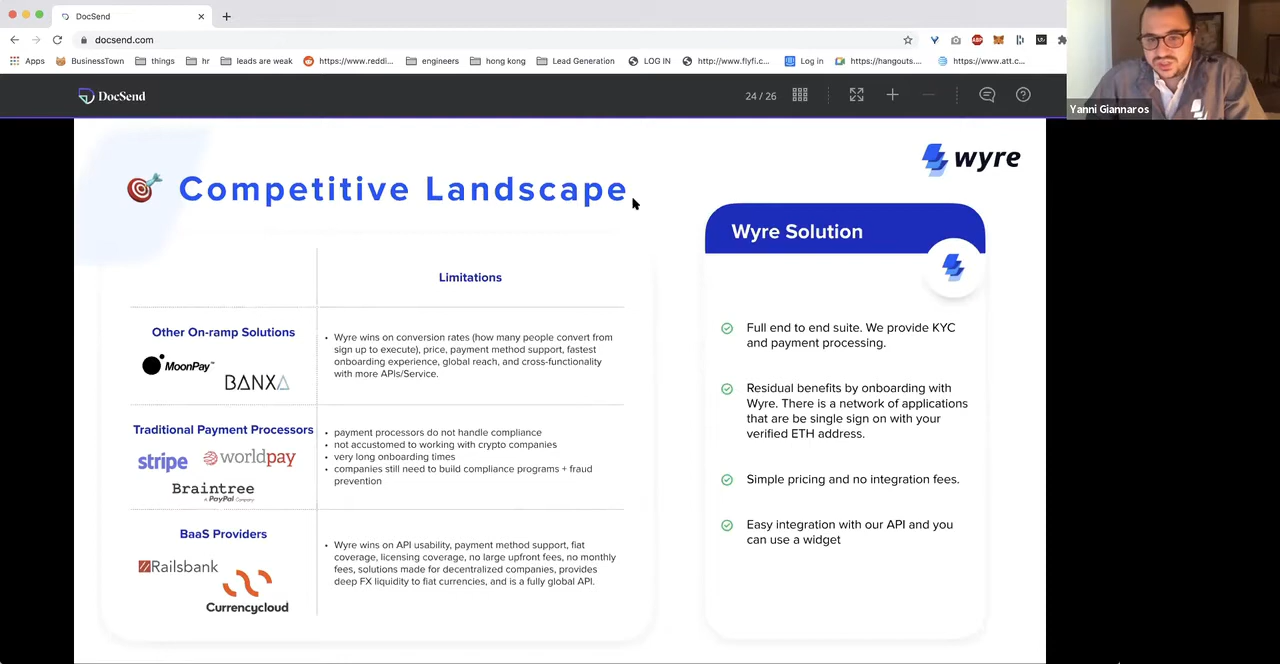 DocSend
docsend.com
Apps
BusinessTown
things
hr
leads are weak
https://www.reddi...
engineers
hong kong
Lead Generation
LOG IN
http://www.flyfi.c...
Log in
https://hangouts....
https://www.att.c...
DocSend
24 / 26
Yanni Giannaros
wyre
Competitive Landscape
Limitations
Other On-ramp Solutions
MoonPay™
BANXA
• Wyre wins on conversion rates (how many people convert from
sign up to execute), price, payment method support, fastest
onboarding experience, global reach, and cross-functionality
with more APIs/Service.
Traditional Payment Processors
stripe
worldpay
Braintree
A PayPal Company
• payment processors do not handle compliance
• not accustomed to working with crypto companies
• very long onboarding times
• companies still need to build compliance programs + fraud
prevention
BaaS Providers
Railsbank
Currencycloud
• Wyre wins on API usability, payment method support, fiat
coverage, licensing coverage, no large upfront fees, no monthly
fees, solutions made for decentralized companies, provides
deep FX liquidity to fiat currencies, and is a fully global API.
Wyre Solution
Full end to end suite. We provide KYC
and payment processing.
Residual benefits by onboarding with
Wyre. There is a network of applications
that are be single sign on with your
verified ETH address.
Simple pricing and no integration fees.
Easy integration with our API and you
can use a widget